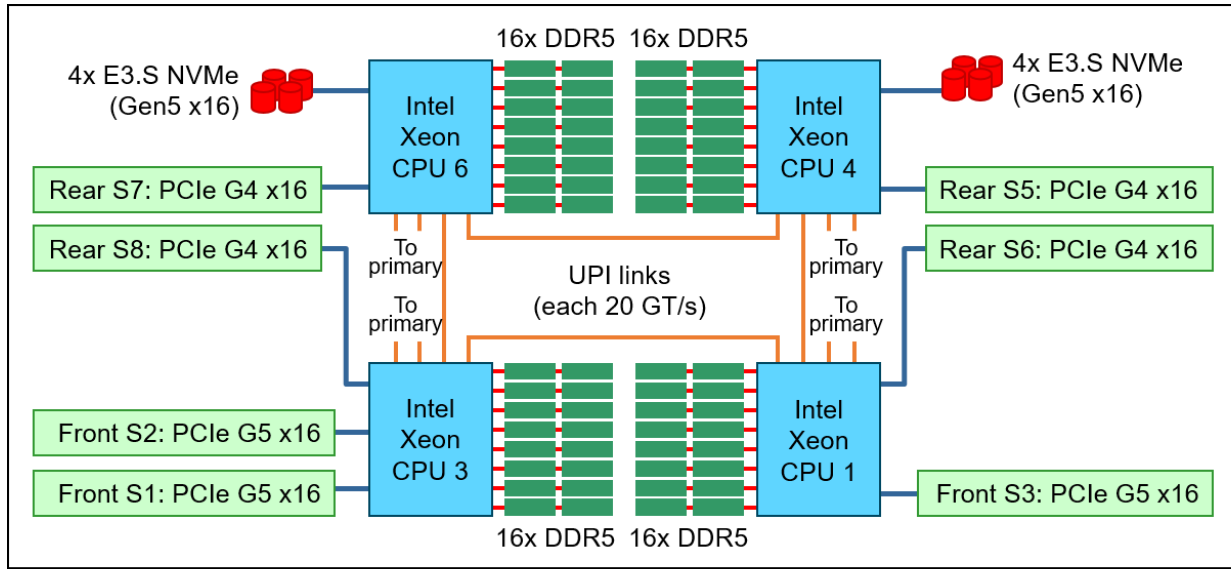 16x DDR5
16x DDR5
4x E3.S NVMe
(Gen5 x16)
Intel
Xeon
CPU 6
Intel
Xeon
CPU 4
4x E3.S NVMe
(Gen5 x16)
Rear S7: PCIe G4 x16
Rear S5: PCIe G4 x16
Rear S8: PCIe G4 x16
To
primary
To
primary
Rear S6: PCIe G4 x16
UPI links
(each 20 GT/s)
To
primary
To
primary
Intel
Xeon
CPU 3
Intel
Xeon
CPU 1
Front S2: PCIe G5 x16
Front S1: PCIe G5 x16
Front S3: PCIe G5 x16
16x DDR5
16x DDR5